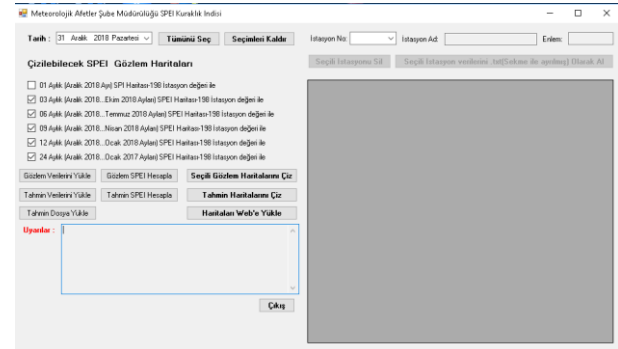 Meteorolojik Afetler Şube Müdürülüğü SPEI Kuraklık Indisi
Tarih : 31 Aralık 2018 Pazartesi Tümünü Seç Seçimleri Kaldır
İstasyon No: İstasyon Ad: Enlem:
Seçili İstasyonu Sil Seçili İstasyon verilerini .txt(Sekme ile ayrılmış) Olarak Al
Çizilebilecek SPEI Gözlem Haritaları
01 Aylık (Aralık 2018 Ayı) SPI Haritası-198 İstasyon değeri ile
03 Aylık (Aralık 2018...Ekim 2018 Ayları) SPEI Haritası-198 İstasyon değeri ile
06 Aylık (Aralık 2018...Temmuz 2018 Ayları) SPEI Haritası-198 İstasyon değeri ile
09 Aylık (Aralık 2018...Nisan 2018 Ayları) SPEI Haritası-198 İstasyon değeri ile
12 Aylık (Aralık 2018...Ocak 2018 Ayları) SPEI Haritası-198 İstasyon değeri ile
24 Aylık (Aralık 2018...Ocak 2017 Ayları) SPEI Haritası-198 İstasyon değeri ile
Gözlem Verilerini Yükle Gözlem SPEI Hesapla Seçili Gözlem Haritalarını Çiz
Tahmin Verilerini Yükle Tahmin SPEI Hesapla Tahmin Haritalarını Çiz
Tahmin Dosya Yükle Haritaları Web'e Yükle
Uyarılar :
Çıkış